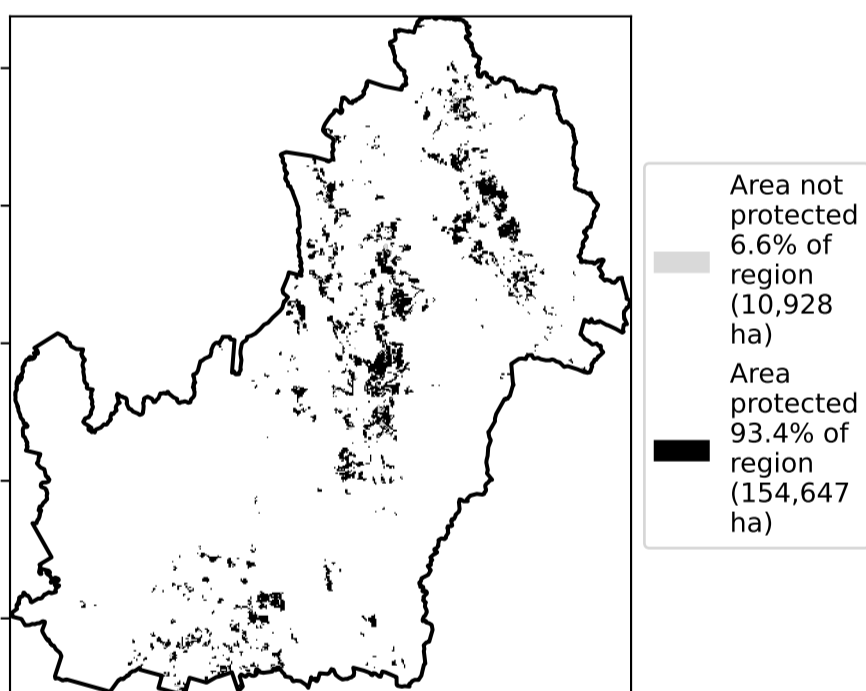 Area not
protected
6.6% of
region
(10,928
ha)
Area
protected
93.4% of
region
(154,647
ha)